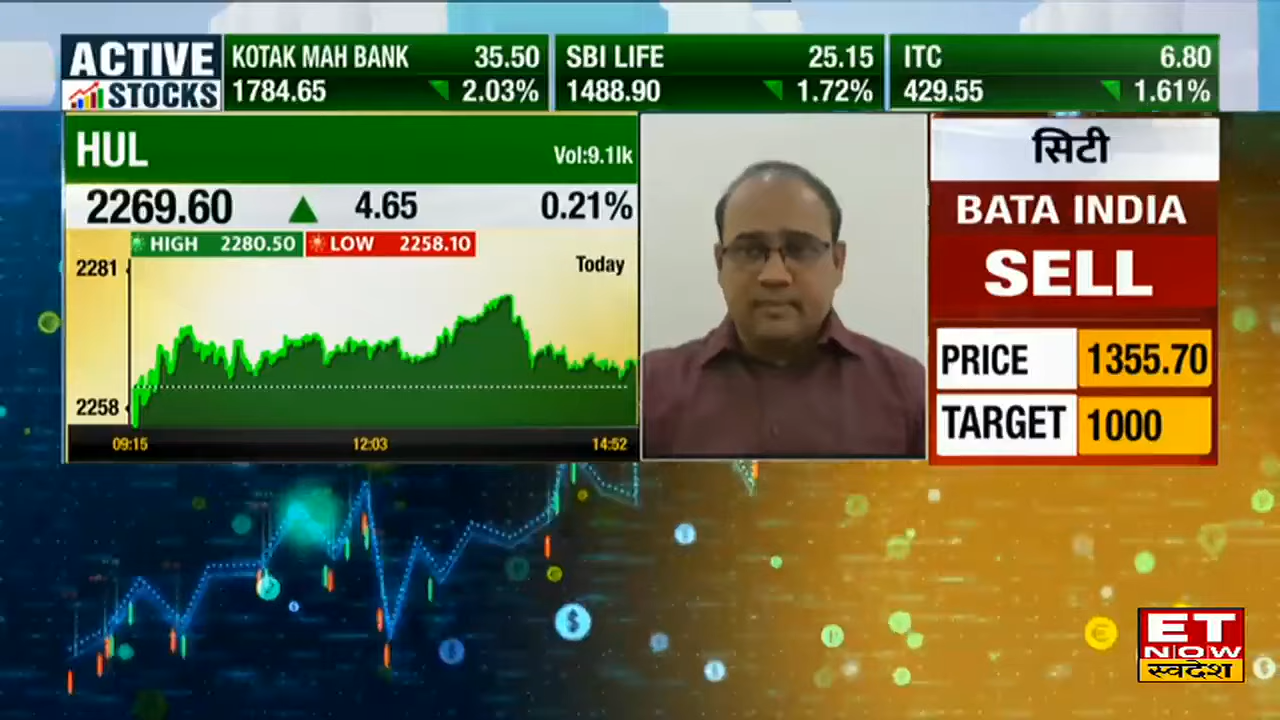 ACTIVE
STOCKS
KOTAK MAH BANK 35.50
1784.65 2.03%
SBI LIFE 25.15
1488.90 1.72%
ITC 6.80
429.55 1.61%
HUL Vol:9.1lk
2269.60 4.65 0.21%
HIGH 2280.50 LOW 2258.10
Today
2281
2258
09:15 12:03 14:52
सिटी
BATA INDIA
SELL
PRICE 1355.70
TARGET 1000
ET
NOW
स्वदेश